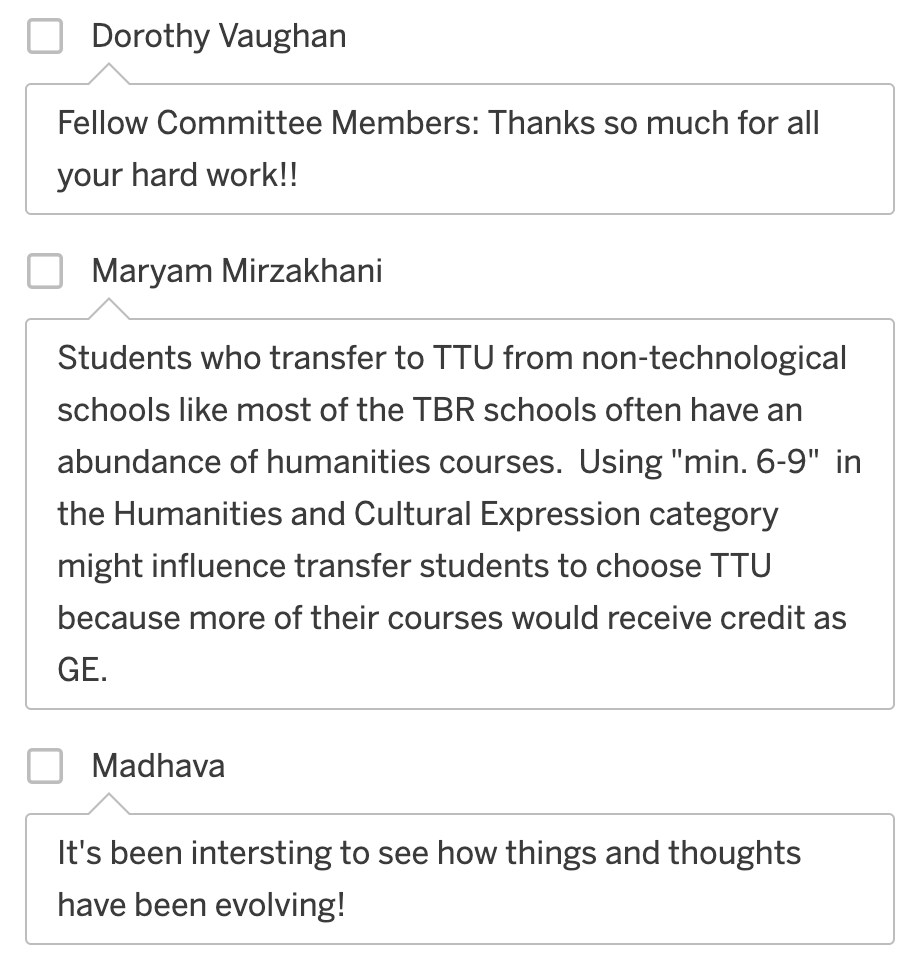 Dorothy Vaughan
Fellow Committee Members: Thanks so much for all
your hard work!!
Maryam Mirzakhani
Students who transfer to TTU from non-technological
schools like most of the TBR schools often have an
abundance of humanities courses.  Using "min. 6-9"  in
the Humanities and Cultural Expression category
might influence transfer students to choose TTU
because more of their courses would receive credit as
GE.
Madhava
It's been intersting to see how things and thoughts
have been evolving!